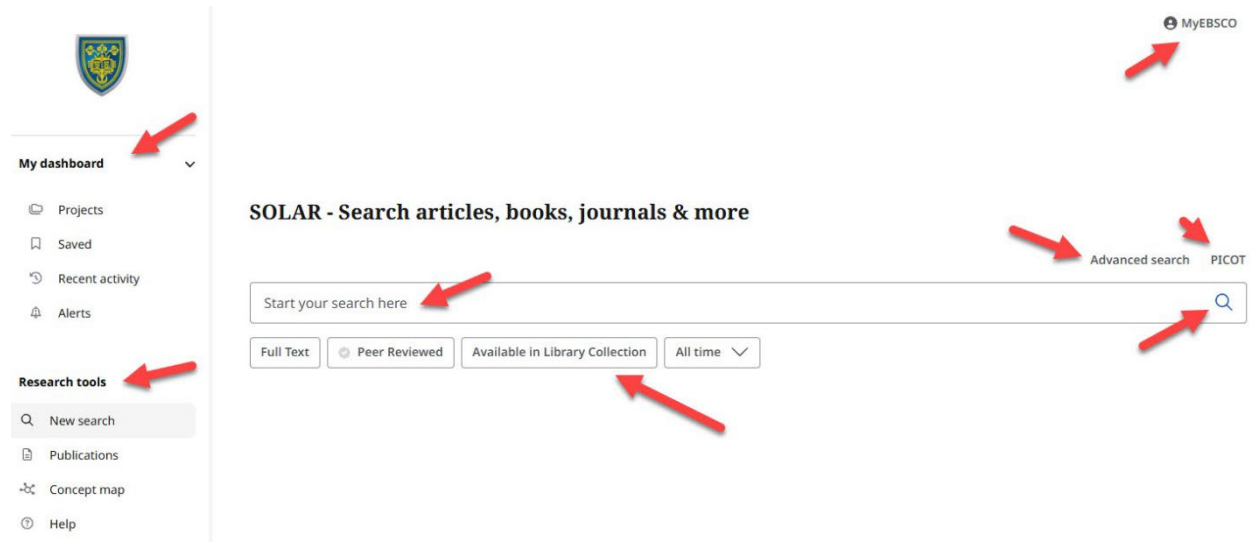 MyEBSCO
My dashboard
Projects
Saved
Recent activity
Alerts
Research tools
New search
Publications
Concept map
Help
SOLAR - Search articles, books, journals & more
Advanced search PICOT
Start your search here
Full Text Peer Reviewed Available in Library Collection All time